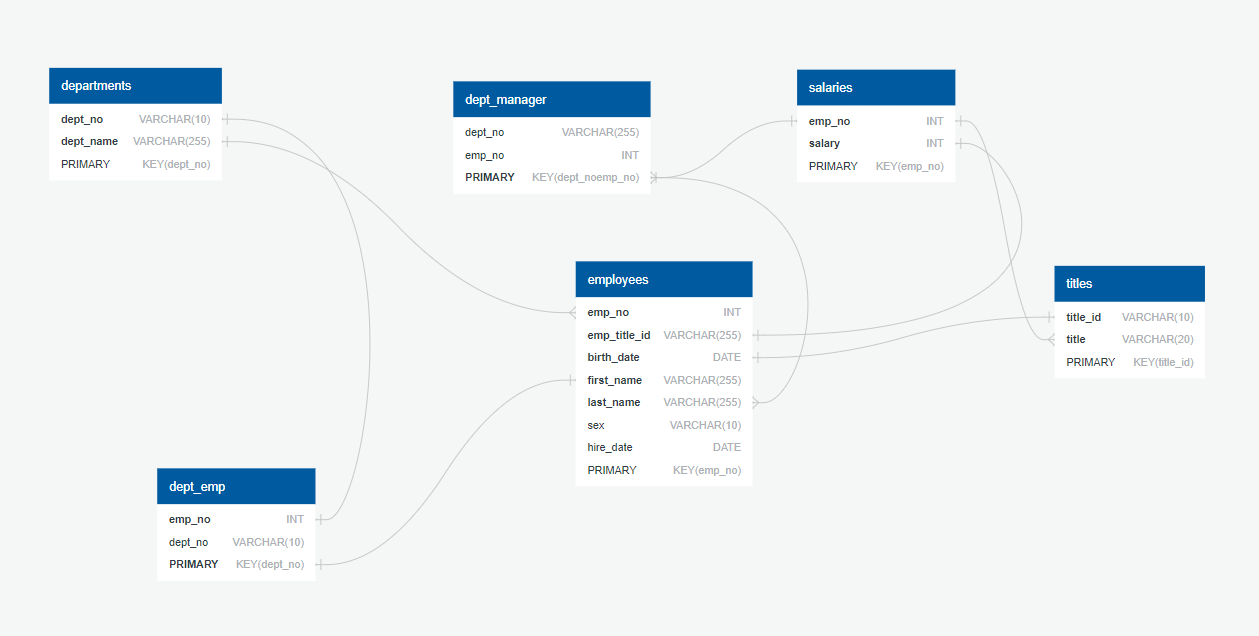 departments
dept_no VARCHAR(10)
dept_name VARCHAR(255)
PRIMARY KEY(dept_no)
dept_manager
dept_no VARCHAR(255)
emp_no INT
PRIMARY KEY(dept_noemp_no)
salaries
emp_no INT
salary INT
PRIMARY KEY(emp_no)
employees
emp_no INT
emp_title_id VARCHAR(255)
birth_date DATE
first_name VARCHAR(255)
last_name VARCHAR(255)
sex VARCHAR(10)
hire_date DATE
PRIMARY KEY(emp_no)
titles
title_id VARCHAR(10)
title VARCHAR(20)
PRIMARY KEY(title_id)
dept_emp
emp_no INT
dept_no VARCHAR(10)
PRIMARY KEY(dept_no)